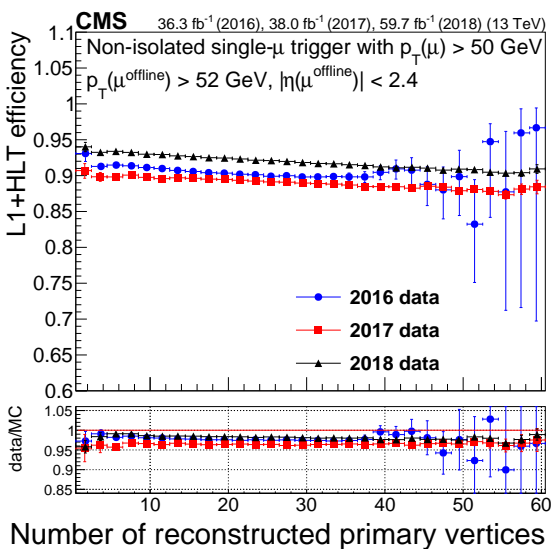 CMS 36.3 fb⁻¹ (2016), 38.0 fb⁻¹ (2017), 59.7 fb⁻¹ (2018) (13 TeV)
Non-isolated single-μ trigger with p_T(μ) > 50 GeV
p_T(μ^offline) > 52 GeV, |η(μ^offline)| < 2.4
L1+HLT efficiency
1.1
1.05
1
0.95
0.9
0.85
0.8
0.75
0.7
0.65
0.6
2016 data
2017 data
2018 data
data/MC
1.05
1
0.95
0.9
0.85
10 20 30 40 50 60
Number of reconstructed primary vertices